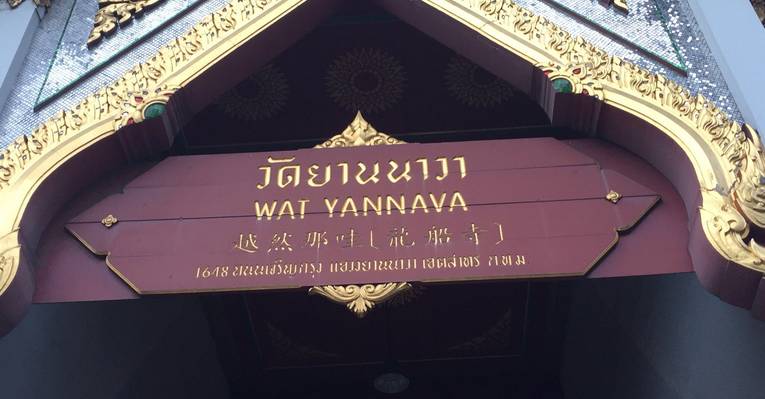 วัดยานนาวา
WAT YANNAVA
越然那哇[龍船寺]
1648 ถนนเจริญกรุง แขวงยานนาวา เขตสาทร ก.ท.ม